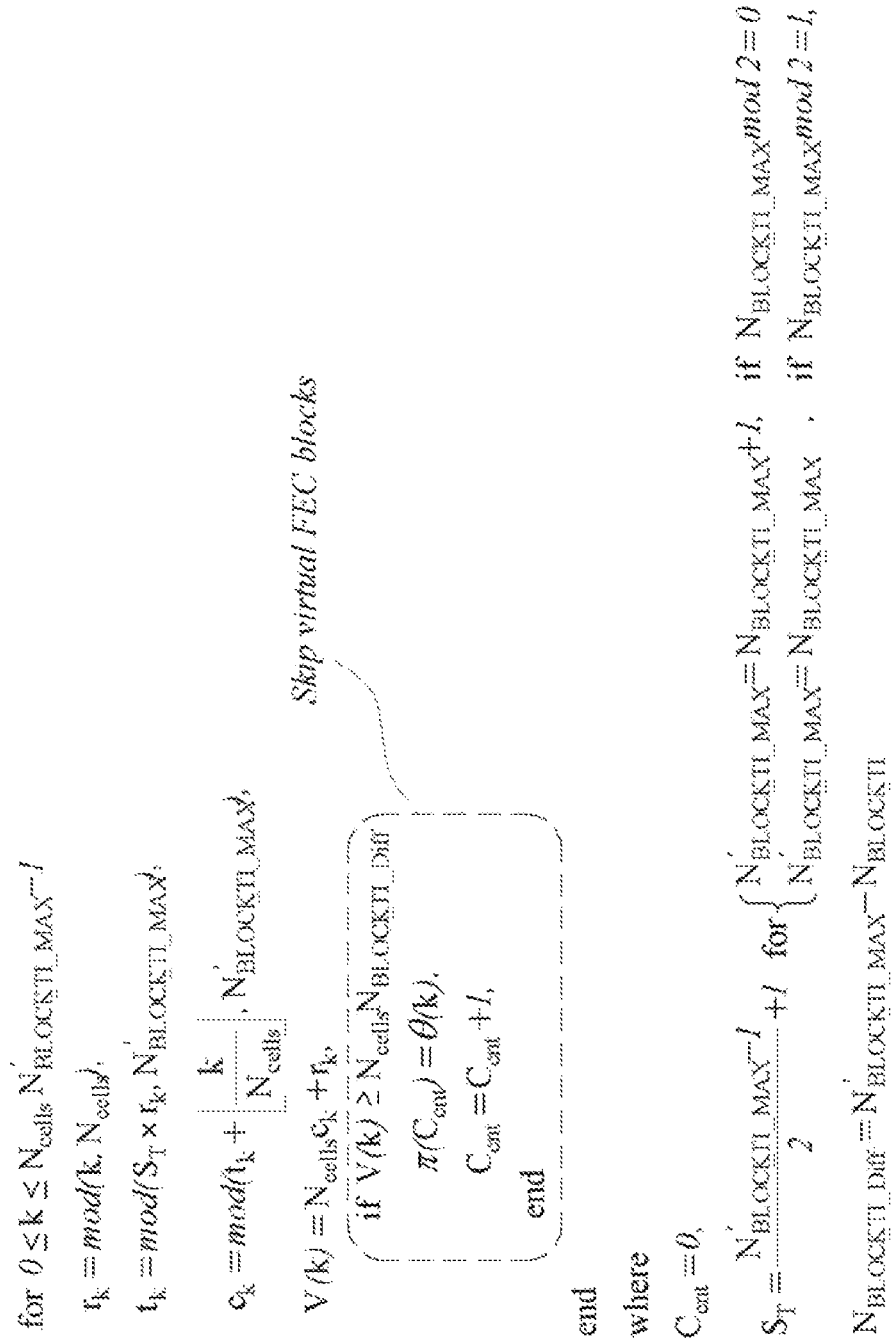 for 0 ≤ k ≤ N_cells N'_BLOCKTI_MAX −1
r_k = mod(k, N_cells),
t_k = mod(S_T × r_k, N'_BLOCKTI_MAX),
c_k = mod(t_k + k/N_cells, N'_BLOCKTI_MAX),
V(k) = N_cells c_k + r_k,
Skip virtual FEC blocks
if V(k) ≥ N_cells N_BLOCKTI_Diff
π(C_cnt) = θ(k),
C_cnt = C_cnt + 1,
end
end
where
C_cnt = 0,
S_T = (N'_BLOCKTI_MAX −1)/2 + 1 for { N'_BLOCKTI_MAX = N_BLOCKTI_MAX + 1, if N_BLOCKTI_MAX mod 2 = 0
N'_BLOCKTI_MAX = N_BLOCKTI_MAX , if N_BLOCKTI_MAX mod 2 = 1,
N_BLOCKTI_Diff = N'_BLOCKTI_MAX − N_BLOCKTI